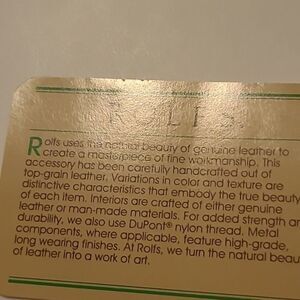 ROLFS
Rolfs uses the natural beauty of genuine leather to
create a masterpiece of fine workmanship. This
accessory has been carefully handcrafted out of
top-grain leather. Variations in color and texture are
distinctive characteristics that embody the true beauty
of each item. Interiors are crafted of either genuine
leather or man-made materials. For added strength an
durability, we also use DuPont® nylon thread. Metal
components, where applicable, feature high-grade,
long wearing finishes. At Rolfs, we turn the natural beau
of leather into a work of art.